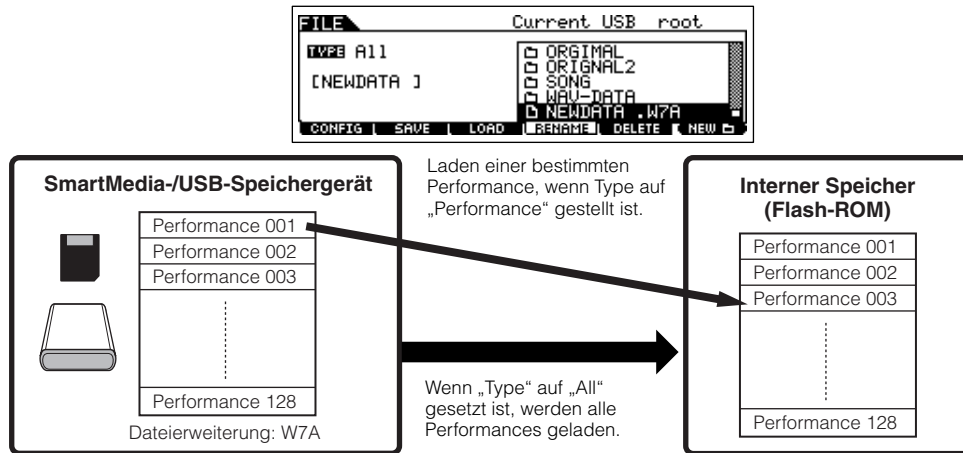 FILE Current USB root
TYPE All
[NEWDATA ]
ORGIMAL
ORIGNAL2
SONG
WAV-DATA
NEWDATA .W7A
CONFIG SAVE LOAD RENAME DELETE NEW
SmartMedia-/USB-Speichergerät
Performance 001
Performance 002
Performance 003
Performance 128
Dateierweiterung: W7A
Laden einer bestimmten
Performance, wenn Type auf
„Performance“ gestellt ist.
Wenn „Type“ auf „All“
gesetzt ist, werden alle
Performances geladen.
Interner Speicher
(Flash-ROM)
Performance 001
Performance 002
Performance 003
Performance 128